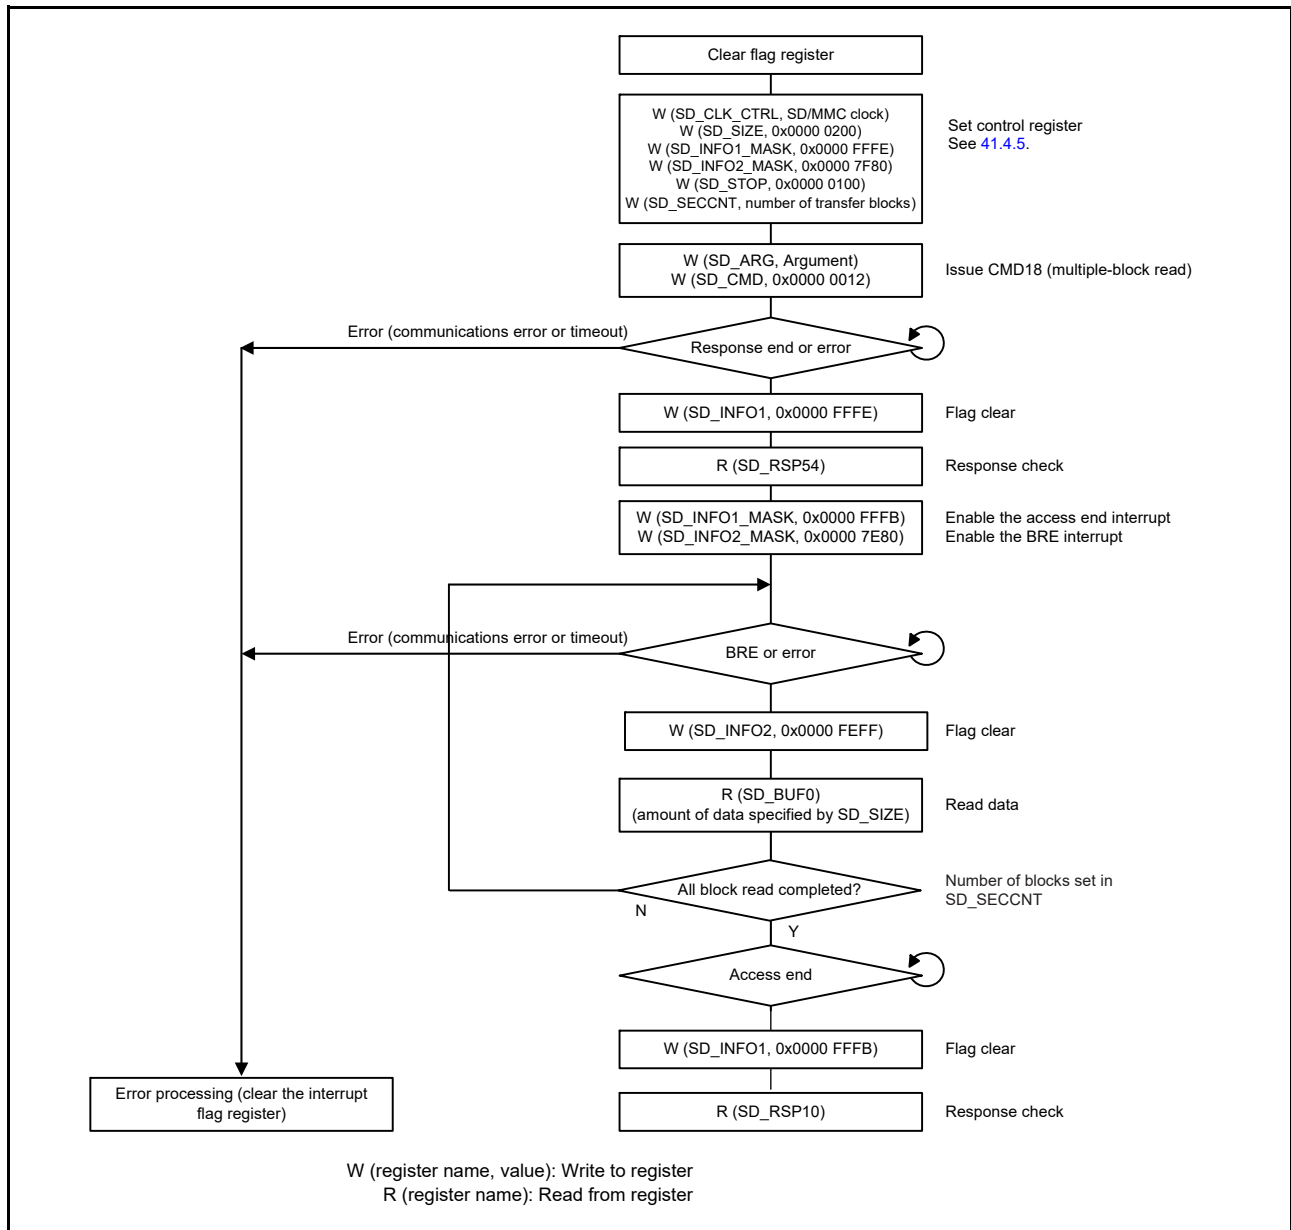 Clear flag register
W (SD_CLK_CTRL, SD/MMC clock)
W (SD_SIZE, 0x0000 0200)
W (SD_INFO1_MASK, 0x0000 FFFE)
W (SD_INFO2_MASK, 0x0000 7F80)
W (SD_STOP, 0x0000 0100)
W (SD_SECCNT, number of transfer blocks)
Set control register
See 41.4.5.
W (SD_ARG, Argument)
W (SD_CMD, 0x0000 0012)
Issue CMD18 (multiple-block read)
Error (communications error or timeout)
Response end or error
W (SD_INFO1, 0x0000 FFFE)
Flag clear
R (SD_RSP54)
Response check
W (SD_INFO1_MASK, 0x0000 FFFB)
W (SD_INFO2_MASK, 0x0000 7E80)
Enable the access end interrupt
Enable the BRE interrupt
Error (communications error or timeout)
BRE or error
W (SD_INFO2, 0x0000 FEFF)
Flag clear
R (SD_BUF0)
(amount of data specified by SD_SIZE)
Read data
All block read completed?
Number of blocks set in
SD_SECCNT
N
Y
Access end
W (SD_INFO1, 0x0000 FFFB)
Flag clear
Error processing (clear the interrupt
flag register)
R (SD_RSP10)
Response check
W (register name, value): Write to register
R (register name): Read from register